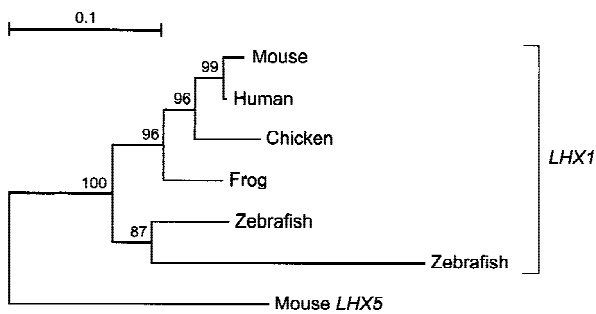 0.1
Mouse
99
Human
96
Chicken
LHX1
96
Frog
100
Zebrafish
87
Zebrafish
Mouse LHX5